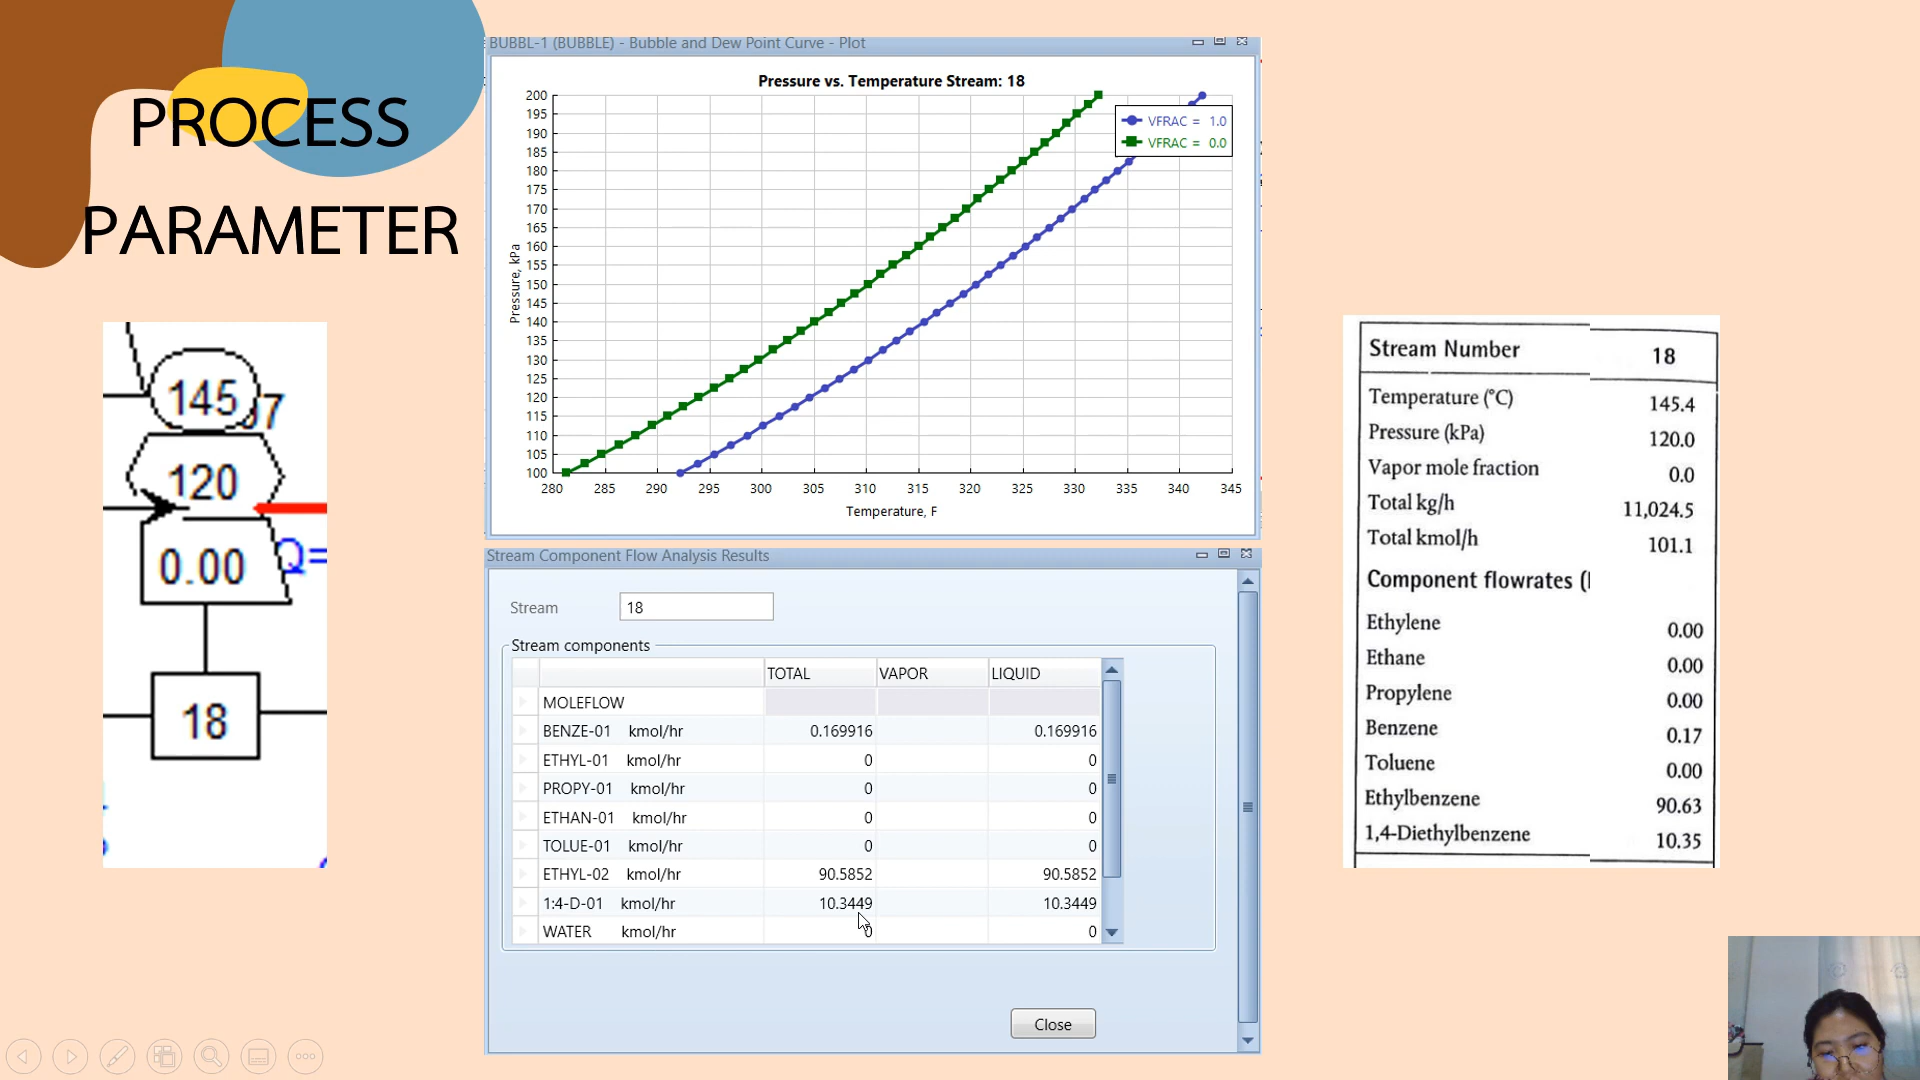 PROCESS
PARAMETER
145
07
120
0.00
Q=
18
BUBBL-1 (BUBBLE) - Bubble and Dew Point Curve - Plot
Pressure vs. Temperature Stream: 18
VFRAC = 1.0
VFRAC = 0.0
Pressure, kPa
200
195
190
185
180
175
170
165
160
155
150
145
140
135
130
125
120
115
110
105
100
280 285 290 295 300 305 310 315 320 325 330 335 340 345
Temperature, F
Stream Component Flow Analysis Results
Stream 18
Stream components
TOTAL VAPOR LIQUID
MOLEFLOW
BENZE-01 kmol/hr 0.169916 0.169916
ETHYL-01 kmol/hr 0 0
PROPY-01 kmol/hr 0 0
ETHAN-01 kmol/hr 0 0
TOLUE-01 kmol/hr 0 0
ETHYL-02 kmol/hr 90.5852 90.5852
1:4-D-01 kmol/hr 10.3449 10.3449
WATER kmol/hr 0 0
Close
Stream Number 18
Temperature (°C) 145.4
Pressure (kPa) 120.0
Vapor mole fraction 0.0
Total kg/h 11,024.5
Total kmol/h 101.1
Component flowrates (
Ethylene 0.00
Ethane 0.00
Propylene 0.00
Benzene 0.17
Toluene 0.00
Ethylbenzene 90.63
1,4-Diethylbenzene 10.35